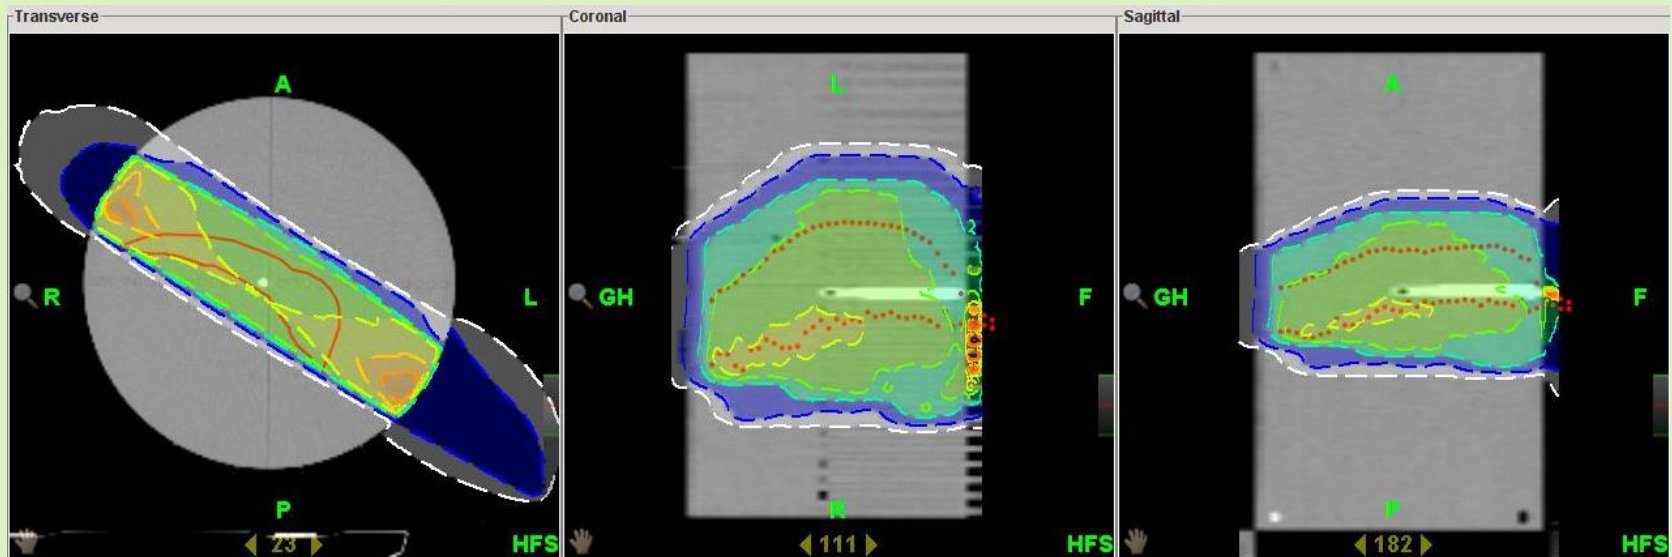 Transverse
A
R
L
P
23
HFS
Coronal
L
GH
F
R
111
HFS
Sagittal
A
GH
F
P
182
HFS